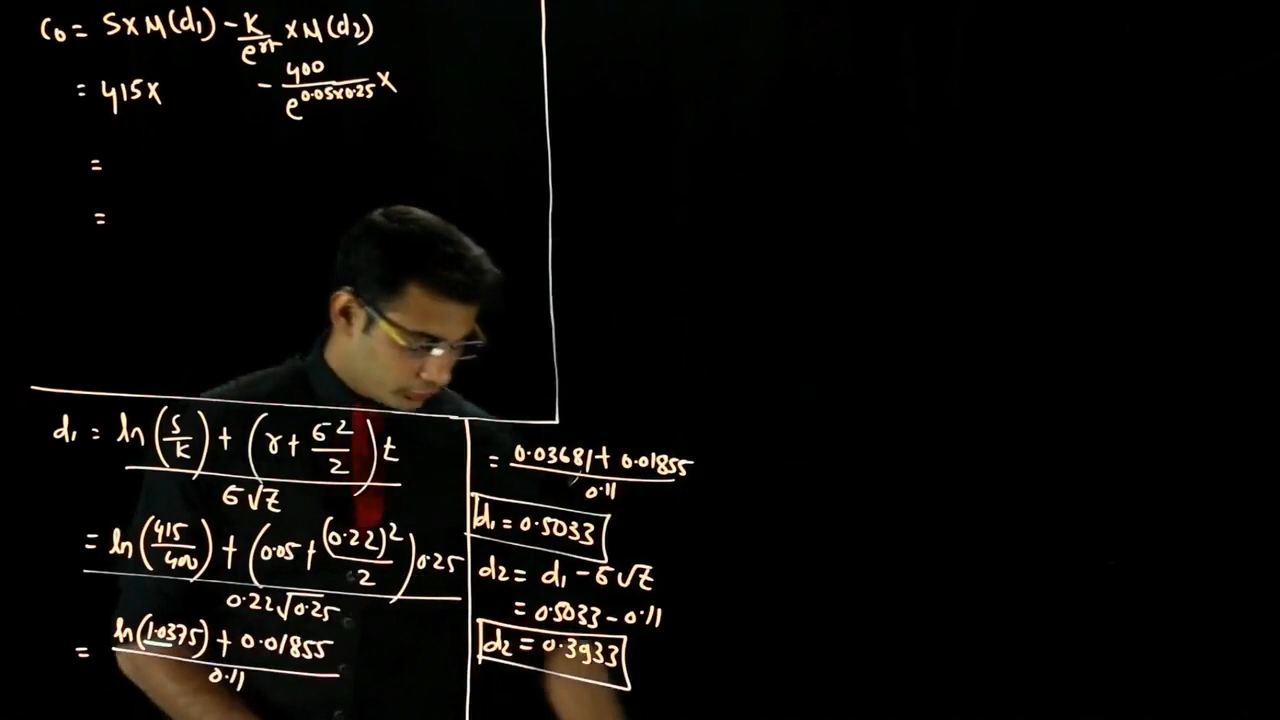 C₀ = S×N(d₁) − K/e^rt × N(d₂)
= 415× − 400/e^0.05×0.25 ×
=
=
d₁ = ln(S/K) + (r + σ²/2)t / σ√t
= ln(415/400) + (0.05 + (0.22)²/2)0.25 / 0.22√0.25
= ln(1.0375) + 0.01855 / 0.11
= 0.03681 + 0.01855 / 0.11
d₁ = 0.5033
d₂ = d₁ − σ√t
= 0.5033 − 0.11
d₂ = 0.3933